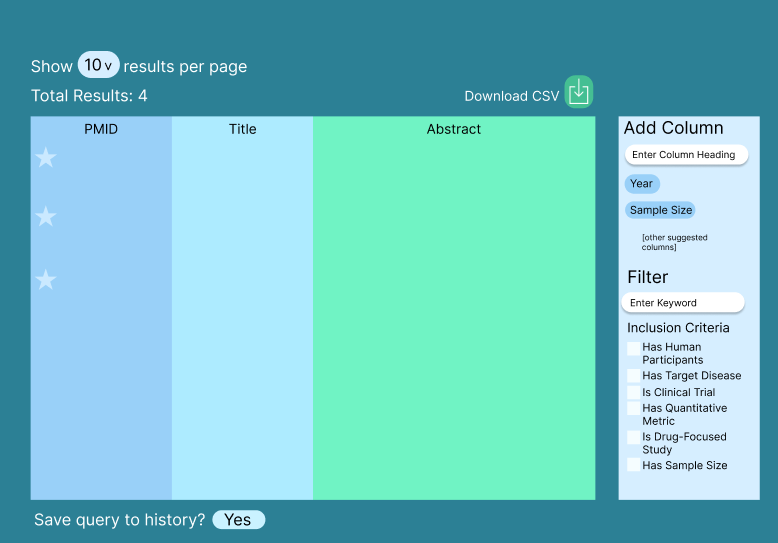 Show 10 v results per page
Total Results: 4
Download CSV
PMID
Title
Abstract
Add Column
Enter Column Heading
Year
Sample Size
[other suggested
columns]
Filter
Enter Keyword
Inclusion Criteria
Has Human
Participants
Has Target Disease
Is Clinical Trial
Has Quantitative
Metric
Is Drug-Focused
Study
Has Sample Size
Save query to history? Yes